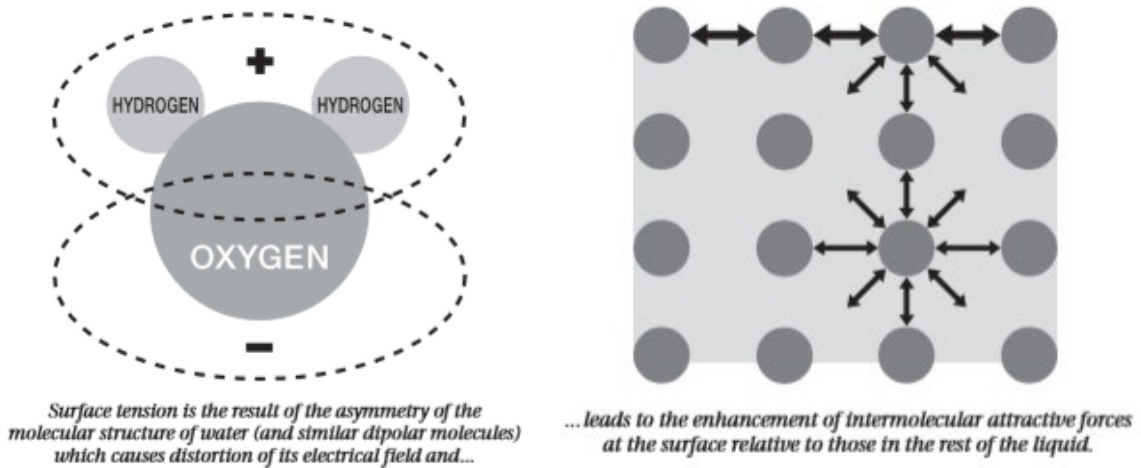 +
HYDROGEN
HYDROGEN
OXYGEN
−
Surface tension is the result of the asymmetry of the
molecular structure of water (and similar dipolar molecules)
which causes distortion of its electrical field and...
...leads to the enhancement of intermolecular attractive forces
at the surface relative to those in the rest of the liquid.